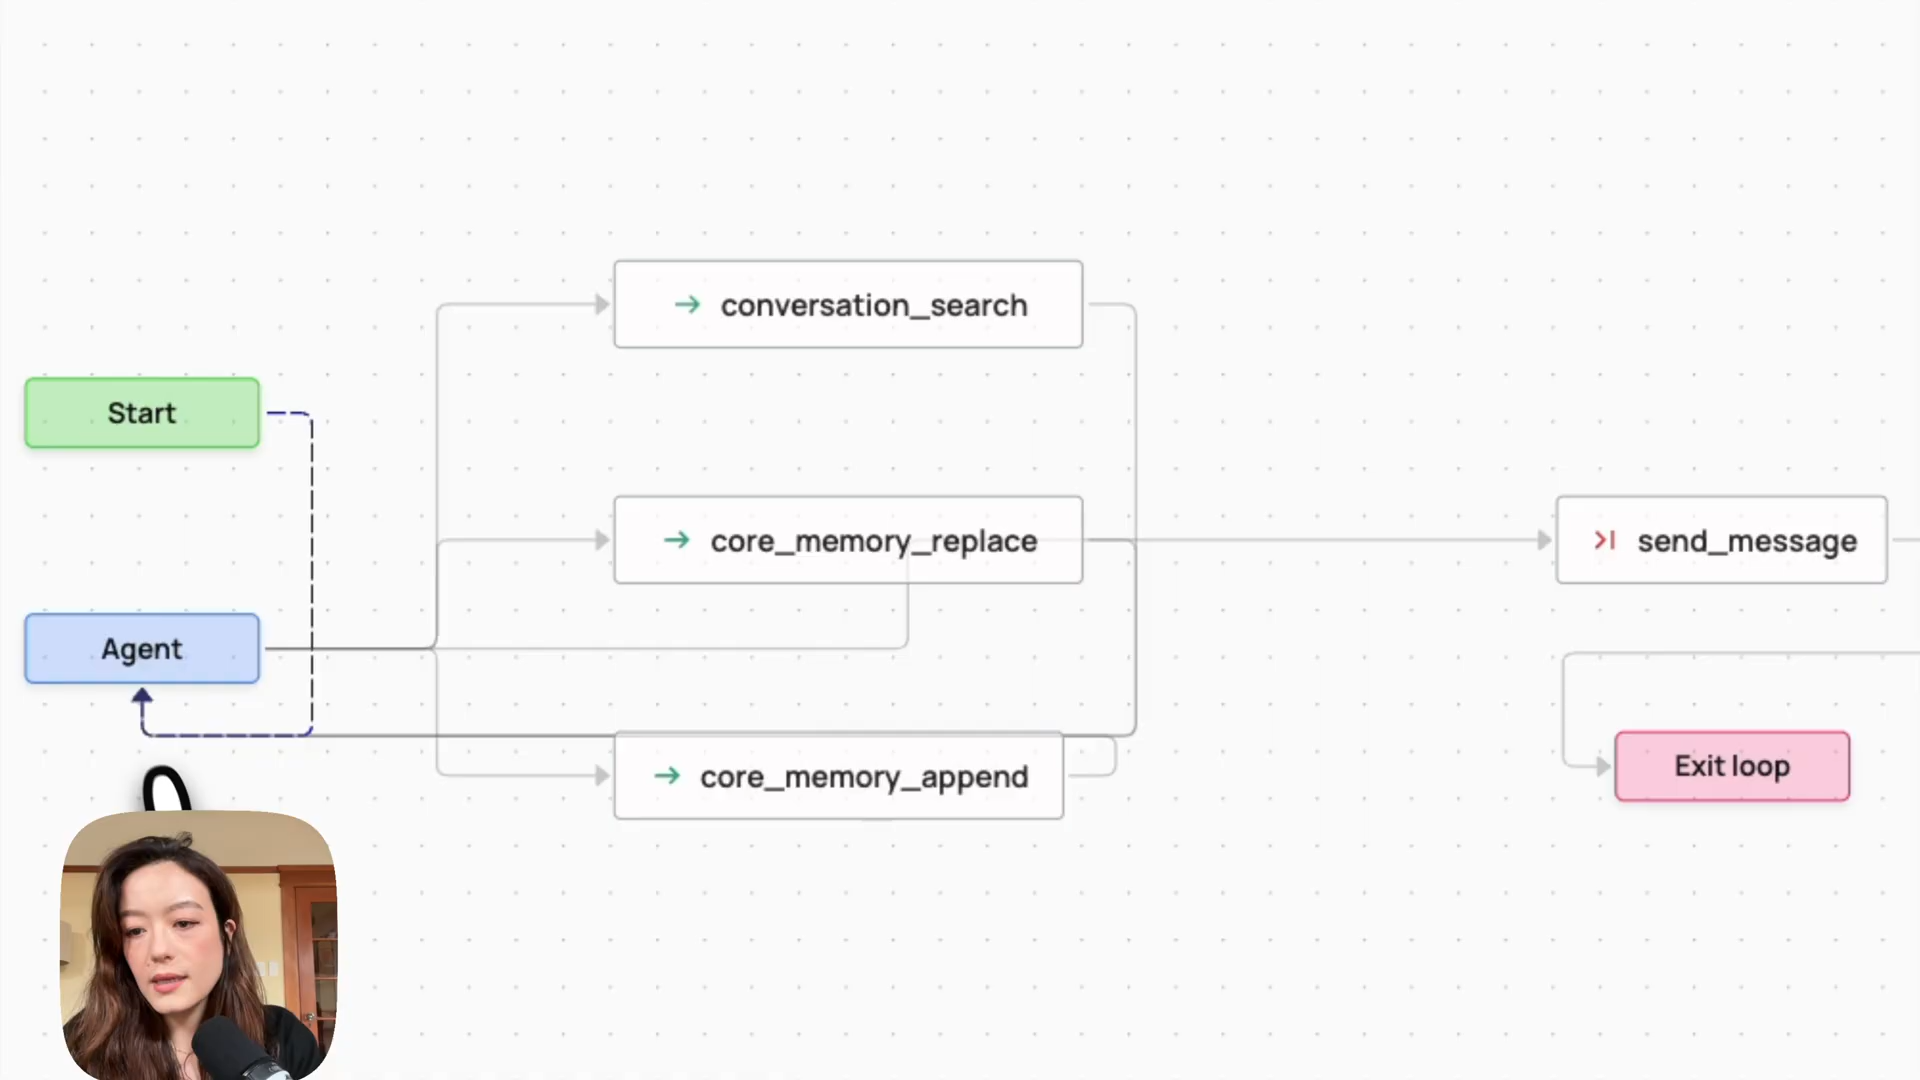 conversation_search
Start
core_memory_replace
send_message
Agent
core_memory_append
Exit loop